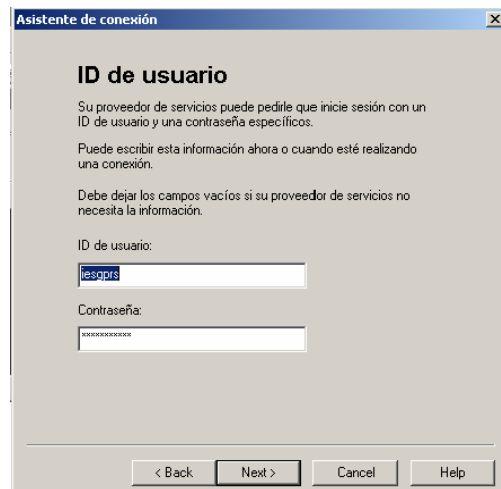 Asistente de conexión
ID de usuario
Su proveedor de servicios puede pedirle que inicie sesión con un
ID de usuario y una contraseña específicos.
Puede escribir esta información ahora o cuando esté realizando
una conexión.
Debe dejar los campos vacíos si su proveedor de servicios no
necesita la información.
ID de usuario:
iesgprs
Contraseña:
***********
< Back Next > Cancel Help